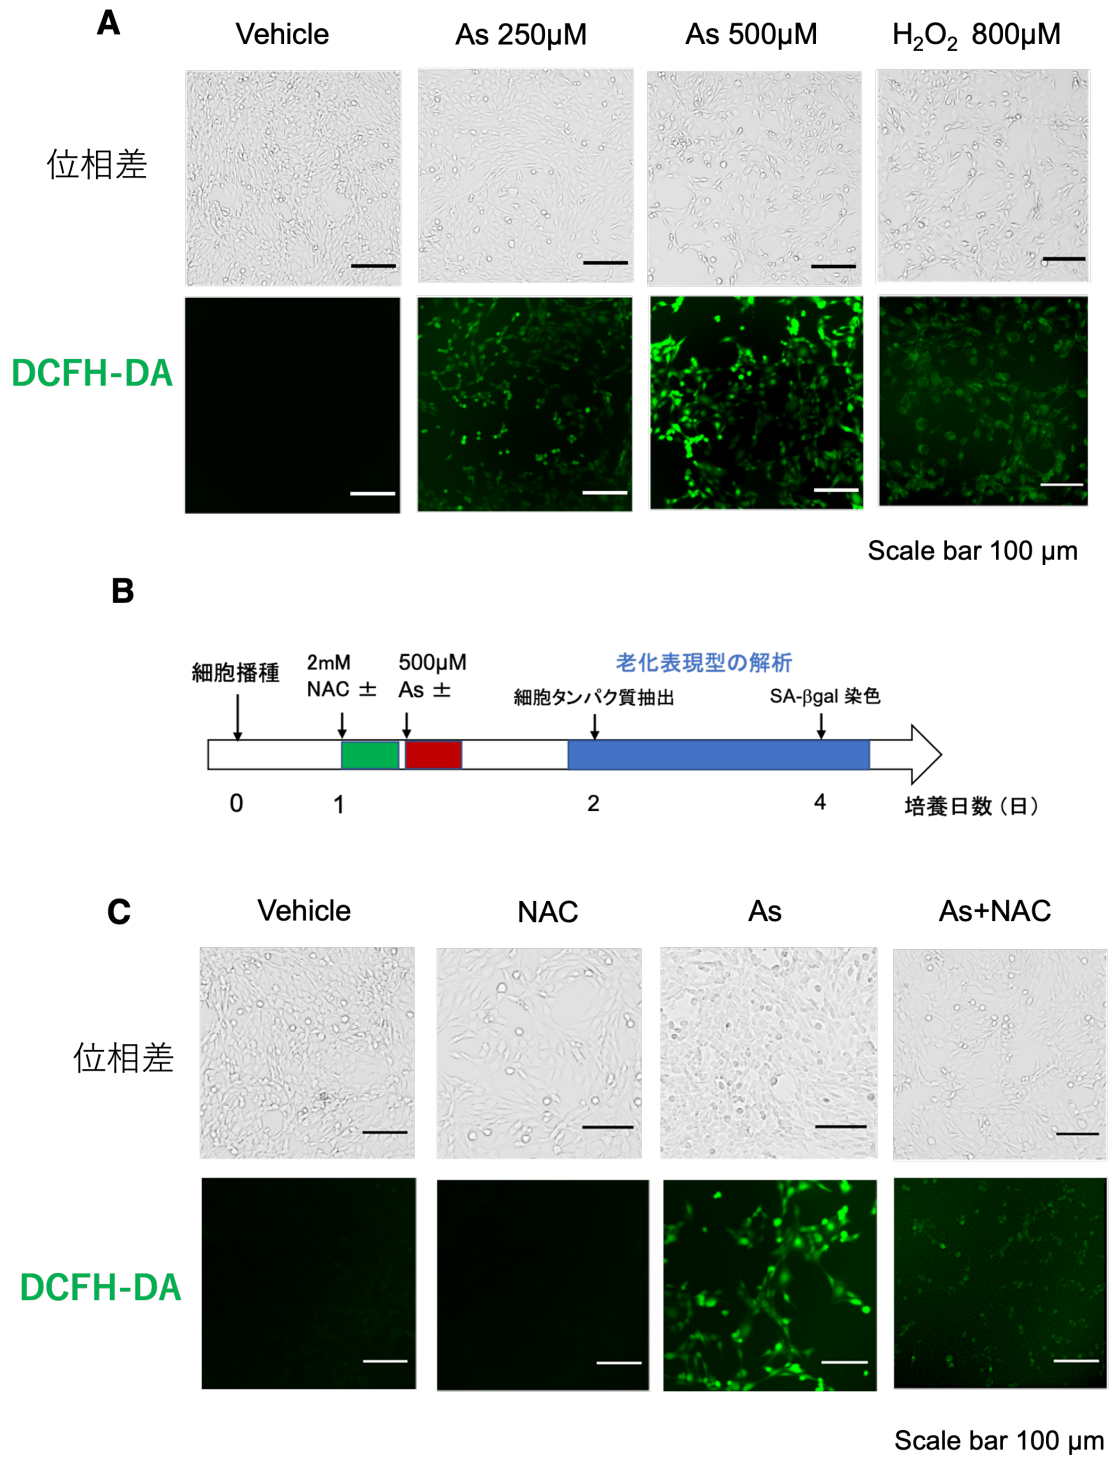 A
Vehicle
As 250μM
As 500μM
H₂O₂ 800μM
位相差
DCFH-DA
Scale bar 100 μm
B
細胞播種
2mM
NAC ±
500μM
As ±
老化表現型の解析
細胞タンパク質抽出
SA-βgal 染色
0
1
2
4
培養日数（日）
C
Vehicle
NAC
As
As+NAC
位相差
DCFH-DA
Scale bar 100 μm